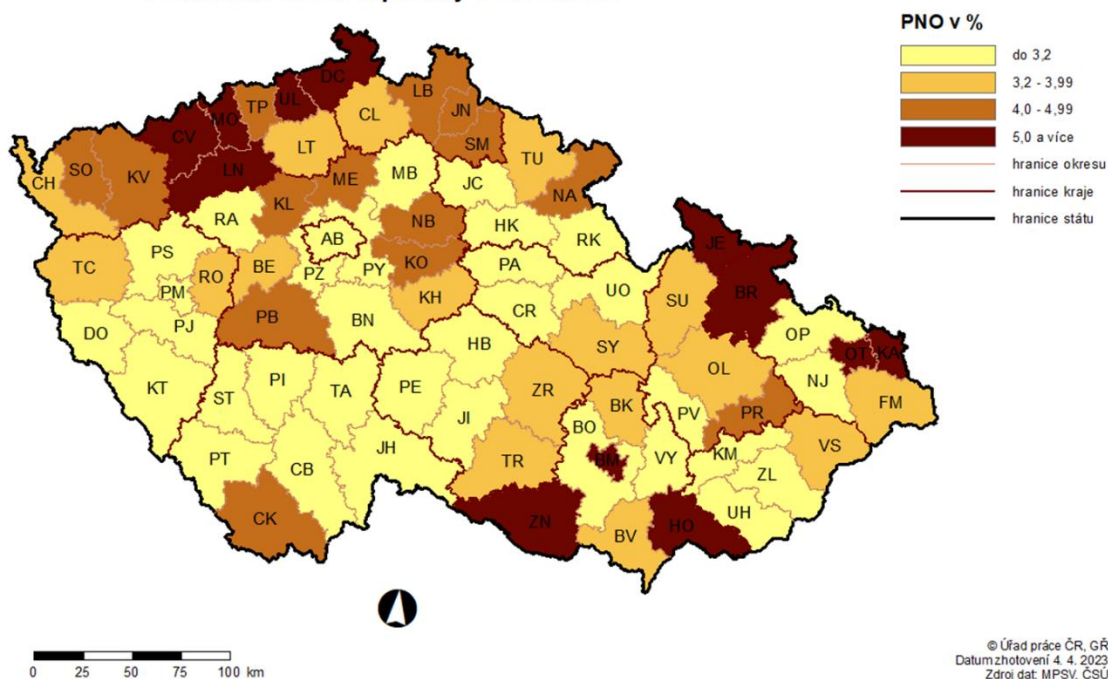 PNO v %
do 3,2
3,2 - 3,99
4,0 - 4,99
5,0 a více
hranice okresu
hranice kraje
hranice státu
DC
LB
JN
UL
TP
MO
CL
SM
CV
LT
TU
LN
CH
SO
KV
ME
MB
JC
NA
KL
RA
NB
HK
RK
AB
PS
KO
PA
JE
TC
RO
BE
PZ
PY
UO
SU
BR
PM
KH
CR
PB
BN
OP
DO
PJ
HB
SY
OT
KA
OL
NJ
KT
ST
PI
TA
PE
ZR
BK
FM
JI
BO
PV
PR
VS
KM
PT
CB
JH
TR
BM
VY
ZL
CK
ZN
UH
HO
BV
0 25 50 75 100 km
© Úřad práce ČR, GŘ
Datum zhotovení 4. 4. 2023
Zdroj dat: MPSV, ČSÚ